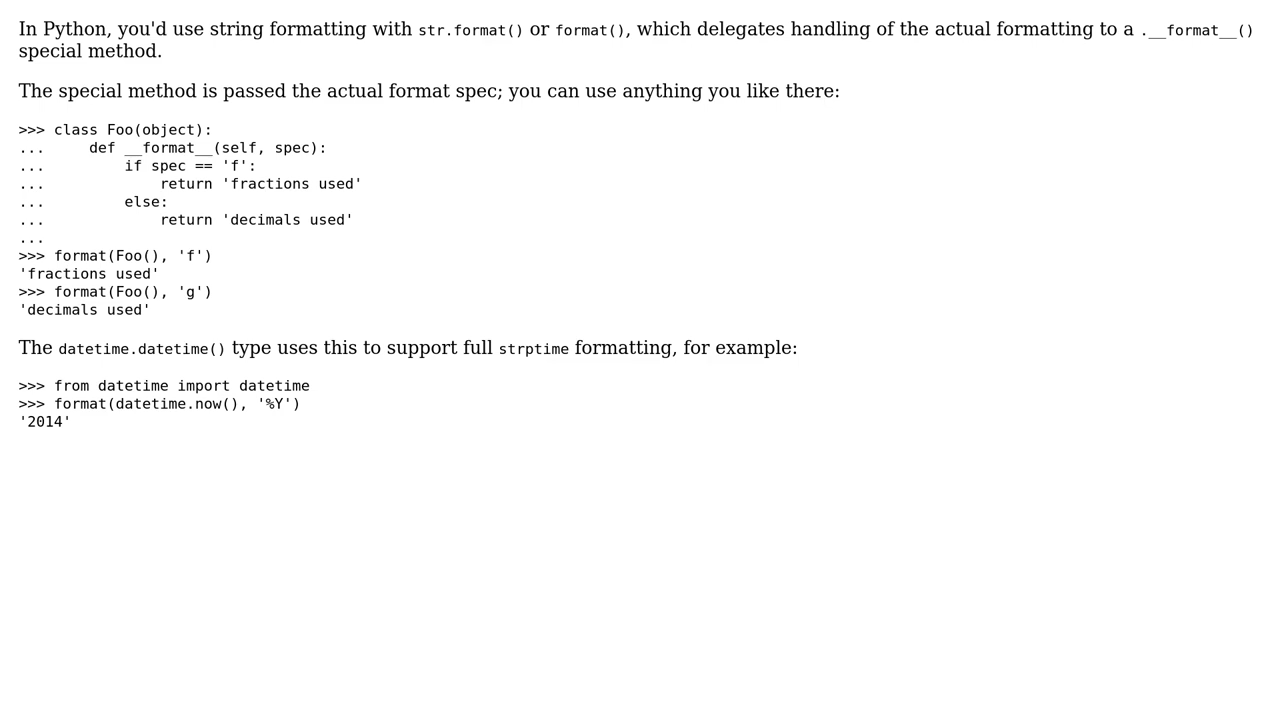 In Python, you'd use string formatting with str.format() or format(), which delegates handling of the actual formatting to a .__format__()
special method.
The special method is passed the actual format spec; you can use anything you like there:
>>> class Foo(object):
...     def __format__(self, spec):
...         if spec == 'f':
...             return 'fractions used'
...         else:
...             return 'decimals used'
...
>>> format(Foo(), 'f')
'fractions used'
>>> format(Foo(), 'g')
'decimals used'
The datetime.datetime() type uses this to support full strptime formatting, for example:
>>> from datetime import datetime
>>> format(datetime.now(), '%Y')
'2014'